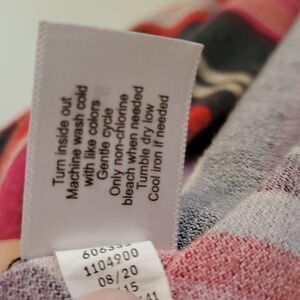 Turn inside out
Machine wash cold
with like colors
Gentle cycle
Only non-chlorine
bleach when needed
Tumble dry low
Cool iron if needed
1104900
08/20